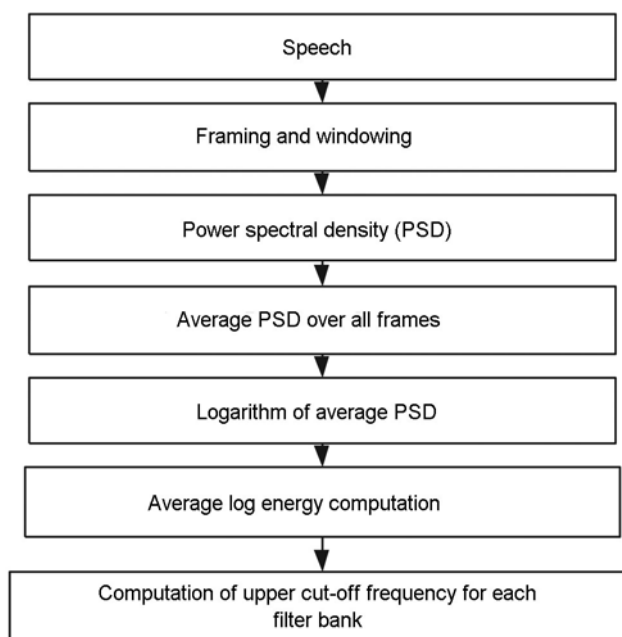 Speech
Framing and windowing
Power spectral density (PSD)
Average PSD over all frames
Logarithm of average PSD
Average log energy computation
Computation of upper cut-off frequency for each
filter bank